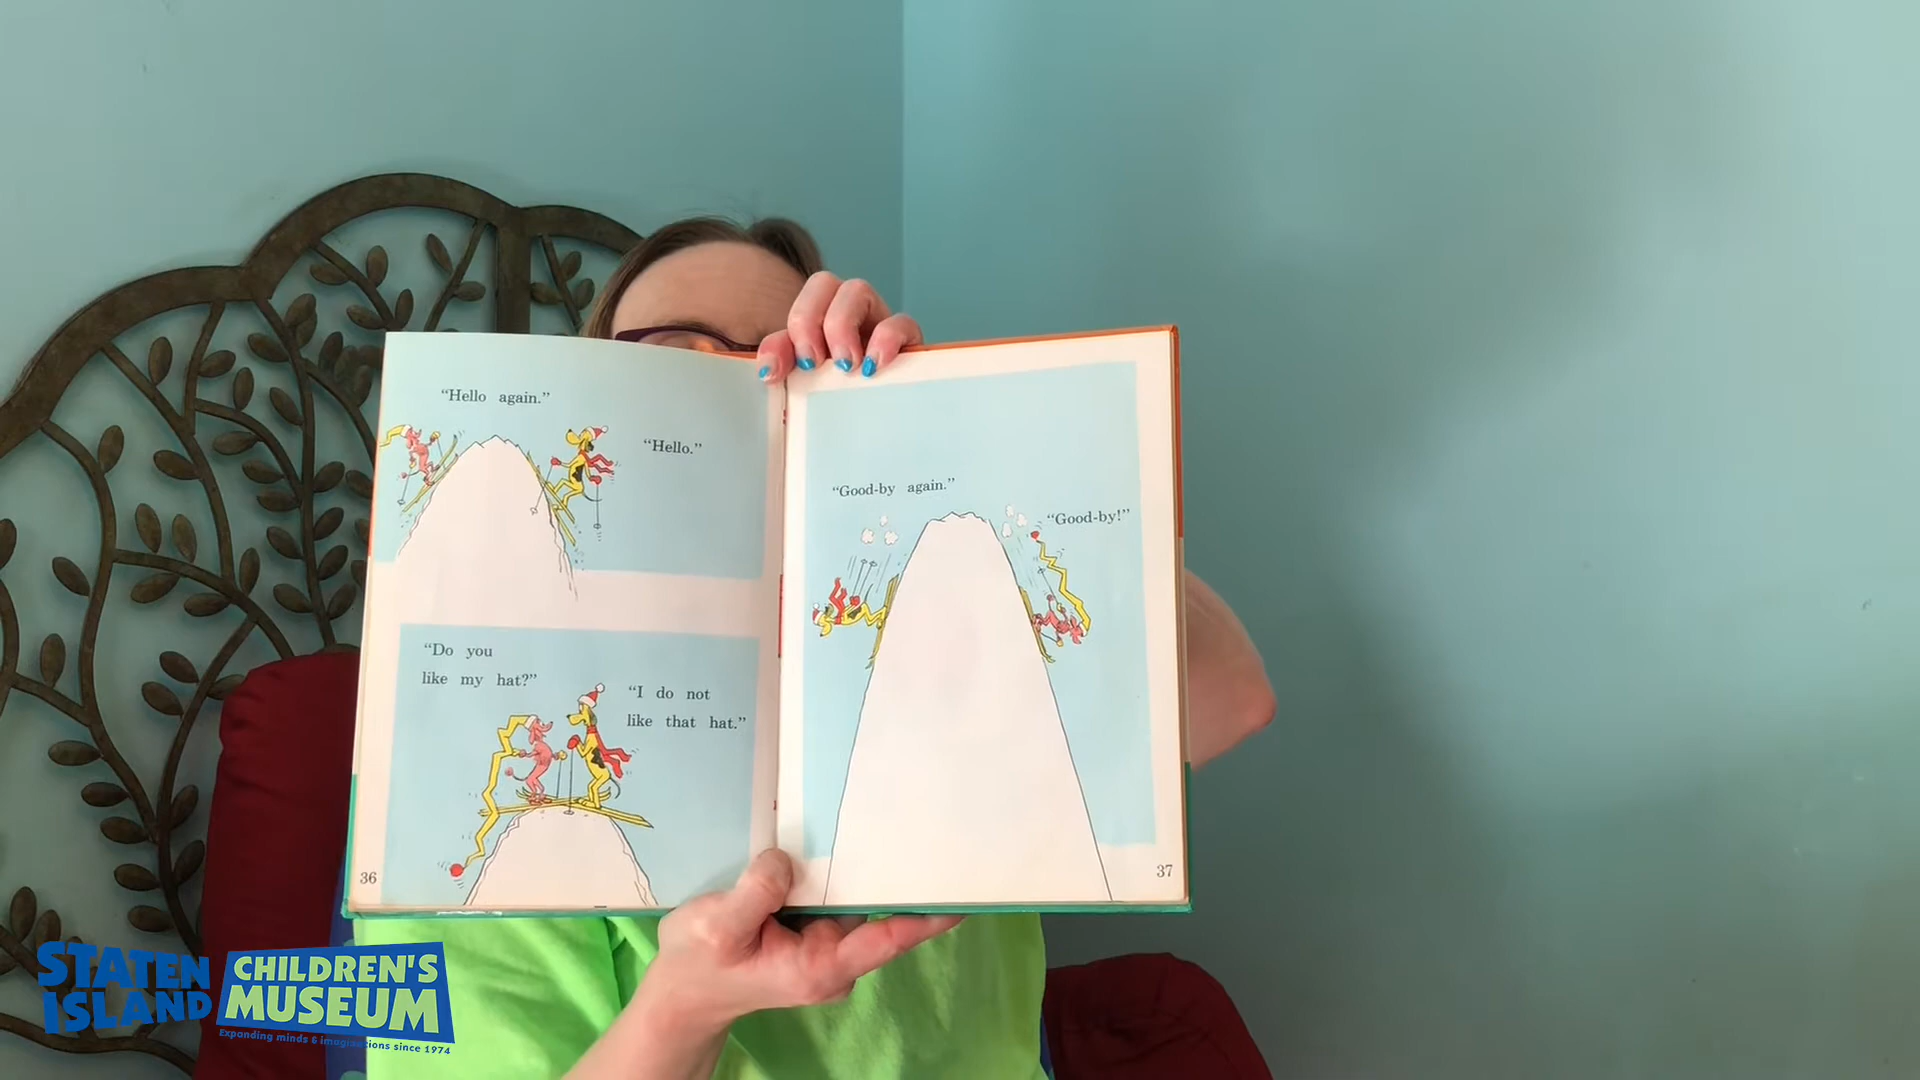 “Hello again.”
“Hello.”
“Do you
like my hat?”
“I do not
like that hat.”
36
“Good-by again.”
“Good-by!”
37
STATEN
ISLAND
CHILDREN'S
MUSEUM
Expanding minds & imaginations since 1974